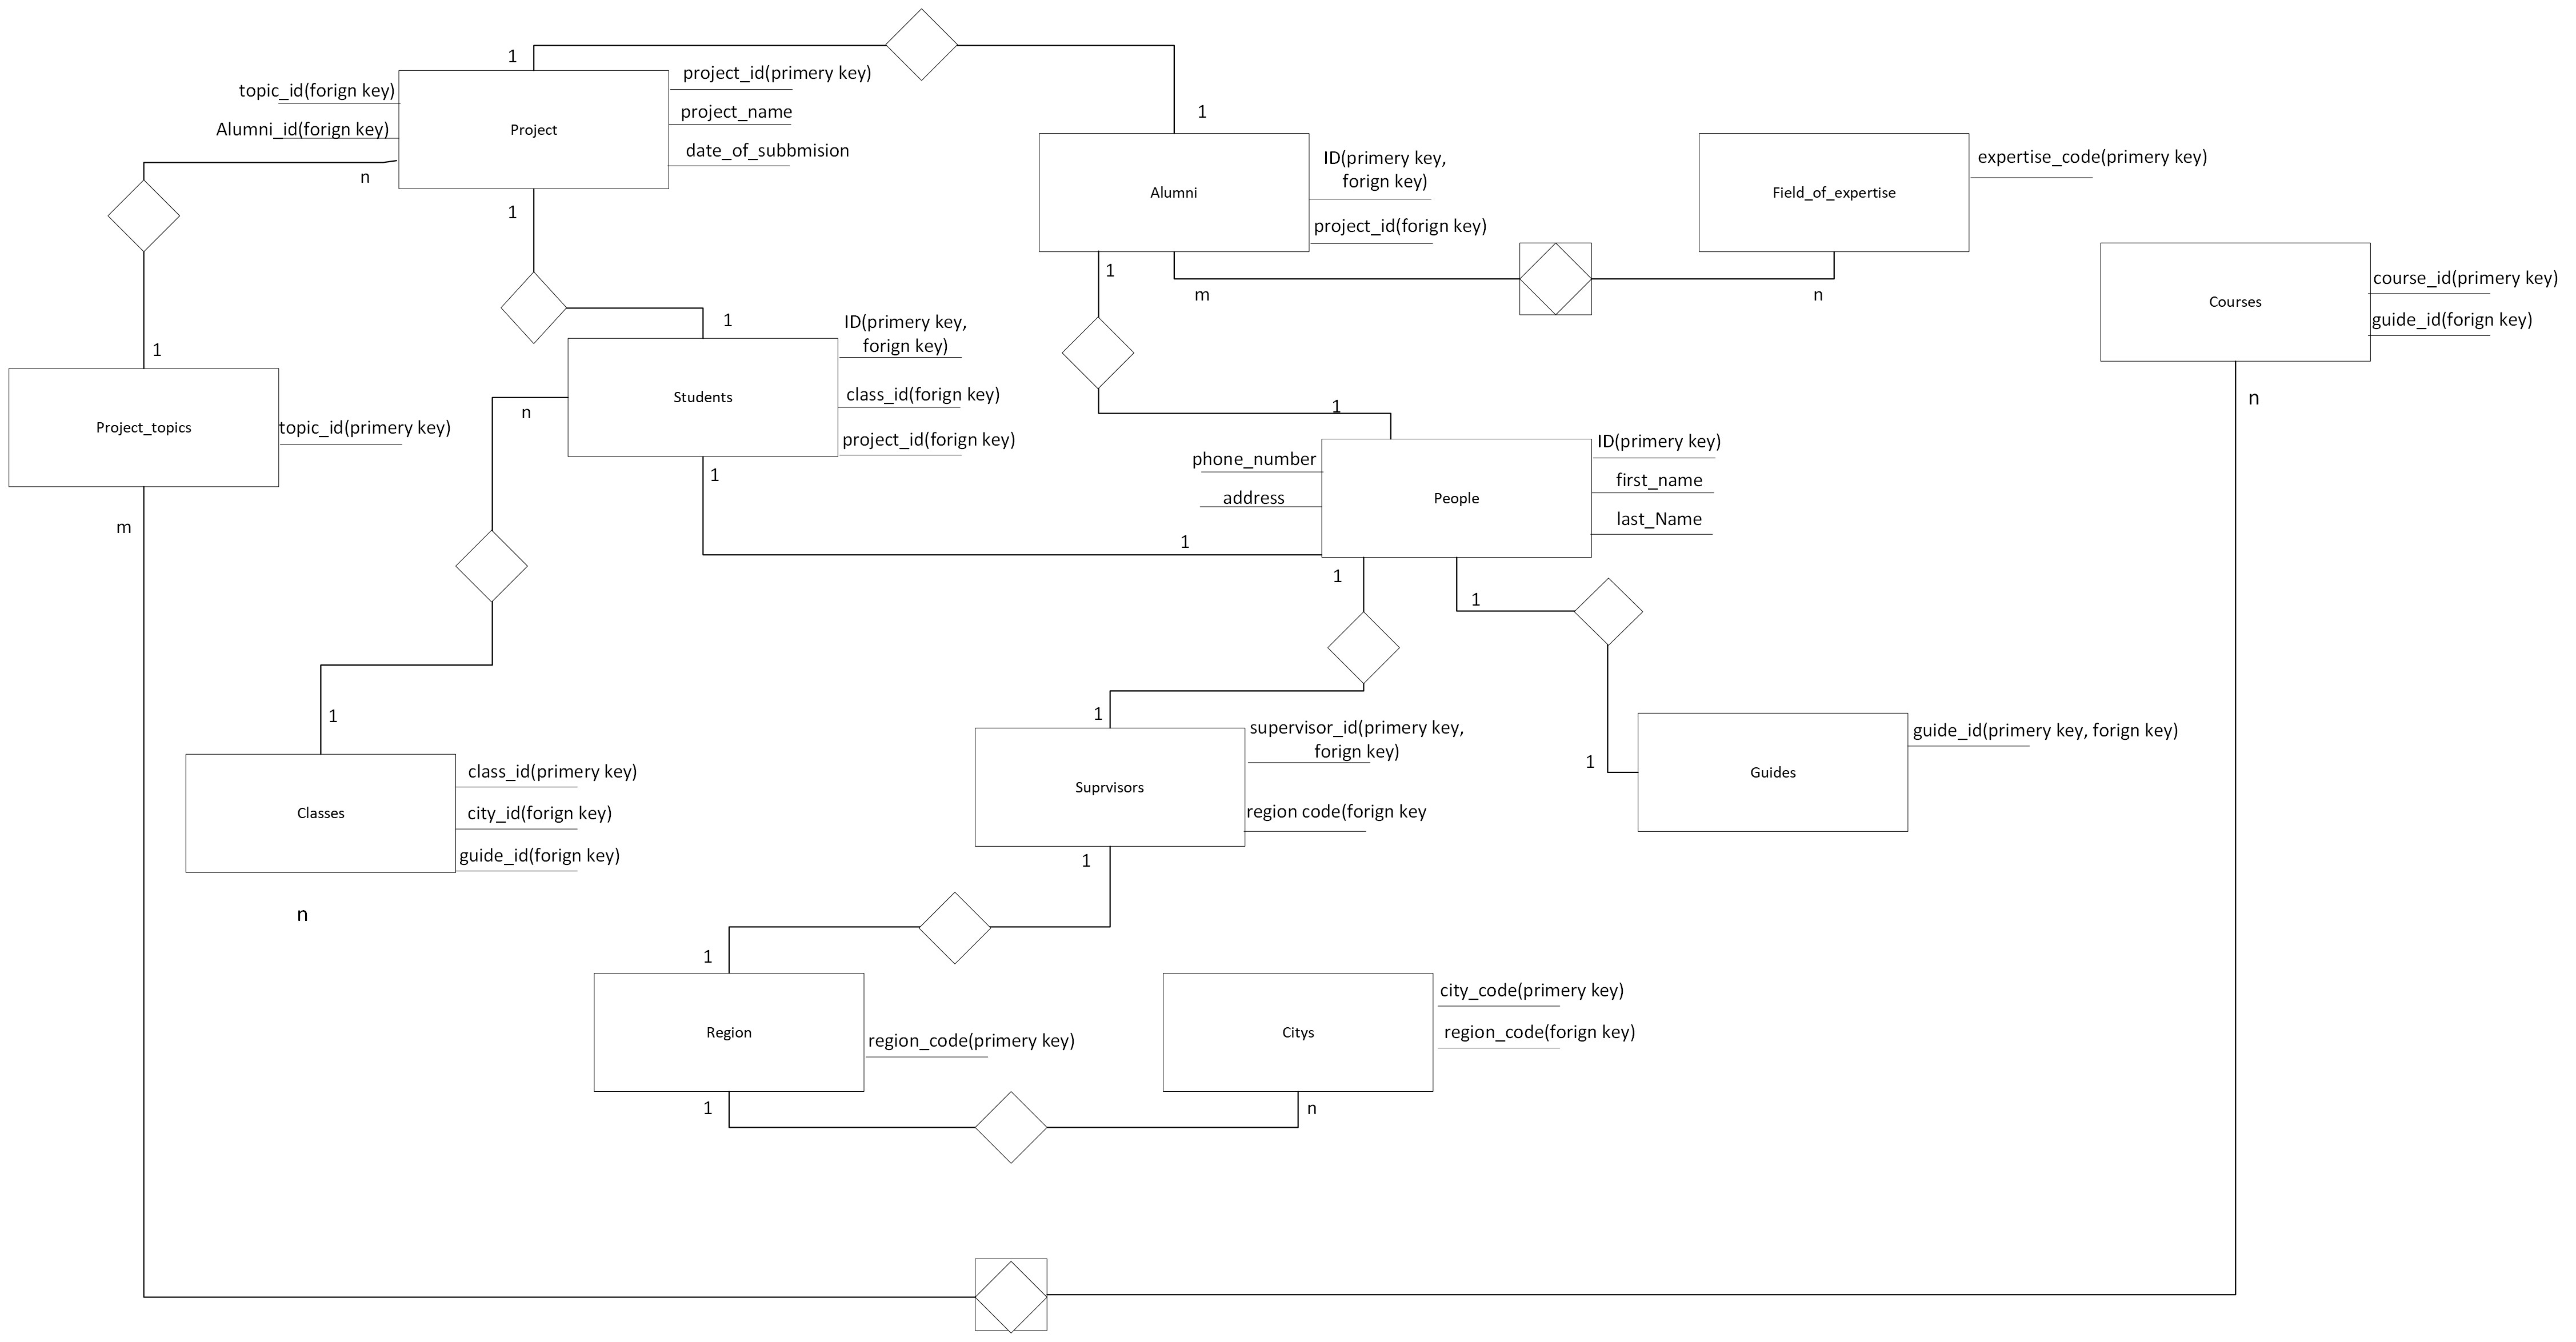 1
project_id(primery key)
topic_id(forign key)
project_name
Alumni_id(forign key)
Project
date_of_subbmision
n
1
1
ID(primery key,
forign key)
Alumni
project_id(forign key)
1
m
expertise_code(primery key)
Field_of_expertise
n
Courses
course_id(primery key)
guide_id(forign key)
n
1
Project_topics
topic_id(primery key)
m
1
ID(primery key,
forign key)
Students
class_id(forign key)
project_id(forign key)
n
1
1
1
phone_number
address
People
ID(primery key)
first_name
last_Name
1
1
1
Classes
class_id(primery key)
city_id(forign key)
guide_id(forign key)
n
1
supervisor_id(primery key,
forign key)
Suprvisors
region code(forign key
1
1
Guides
guide_id(primery key, forign key)
1
Region
region_code(primery key)
1
Citys
city_code(primery key)
region_code(forign key)
n